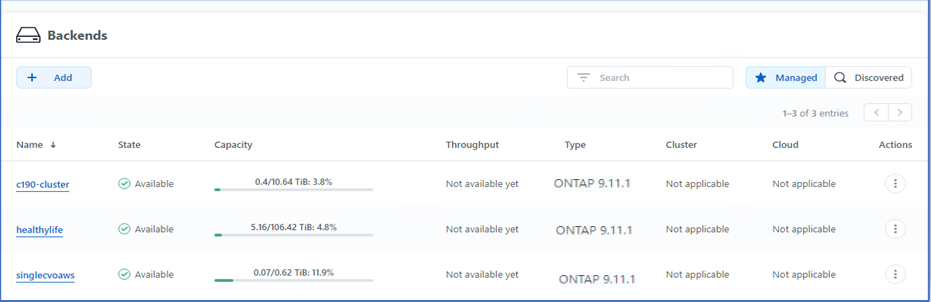 Backends
+ Add
Search
Managed
Discovered
1–3 of 3 entries
Name ↓ State Capacity Throughput Type Cluster Cloud Actions
c190-cluster Available 0.4/10.64 TiB: 3.8% Not available yet ONTAP 9.11.1 Not applicable Not applicable
healthylife Available 5.16/106.42 TiB: 4.8% Not available yet ONTAP 9.11.1 Not applicable Not applicable
singlecvoaws Available 0.07/0.62 TiB: 11.9% Not available yet ONTAP 9.11.1 Not applicable Not applicable